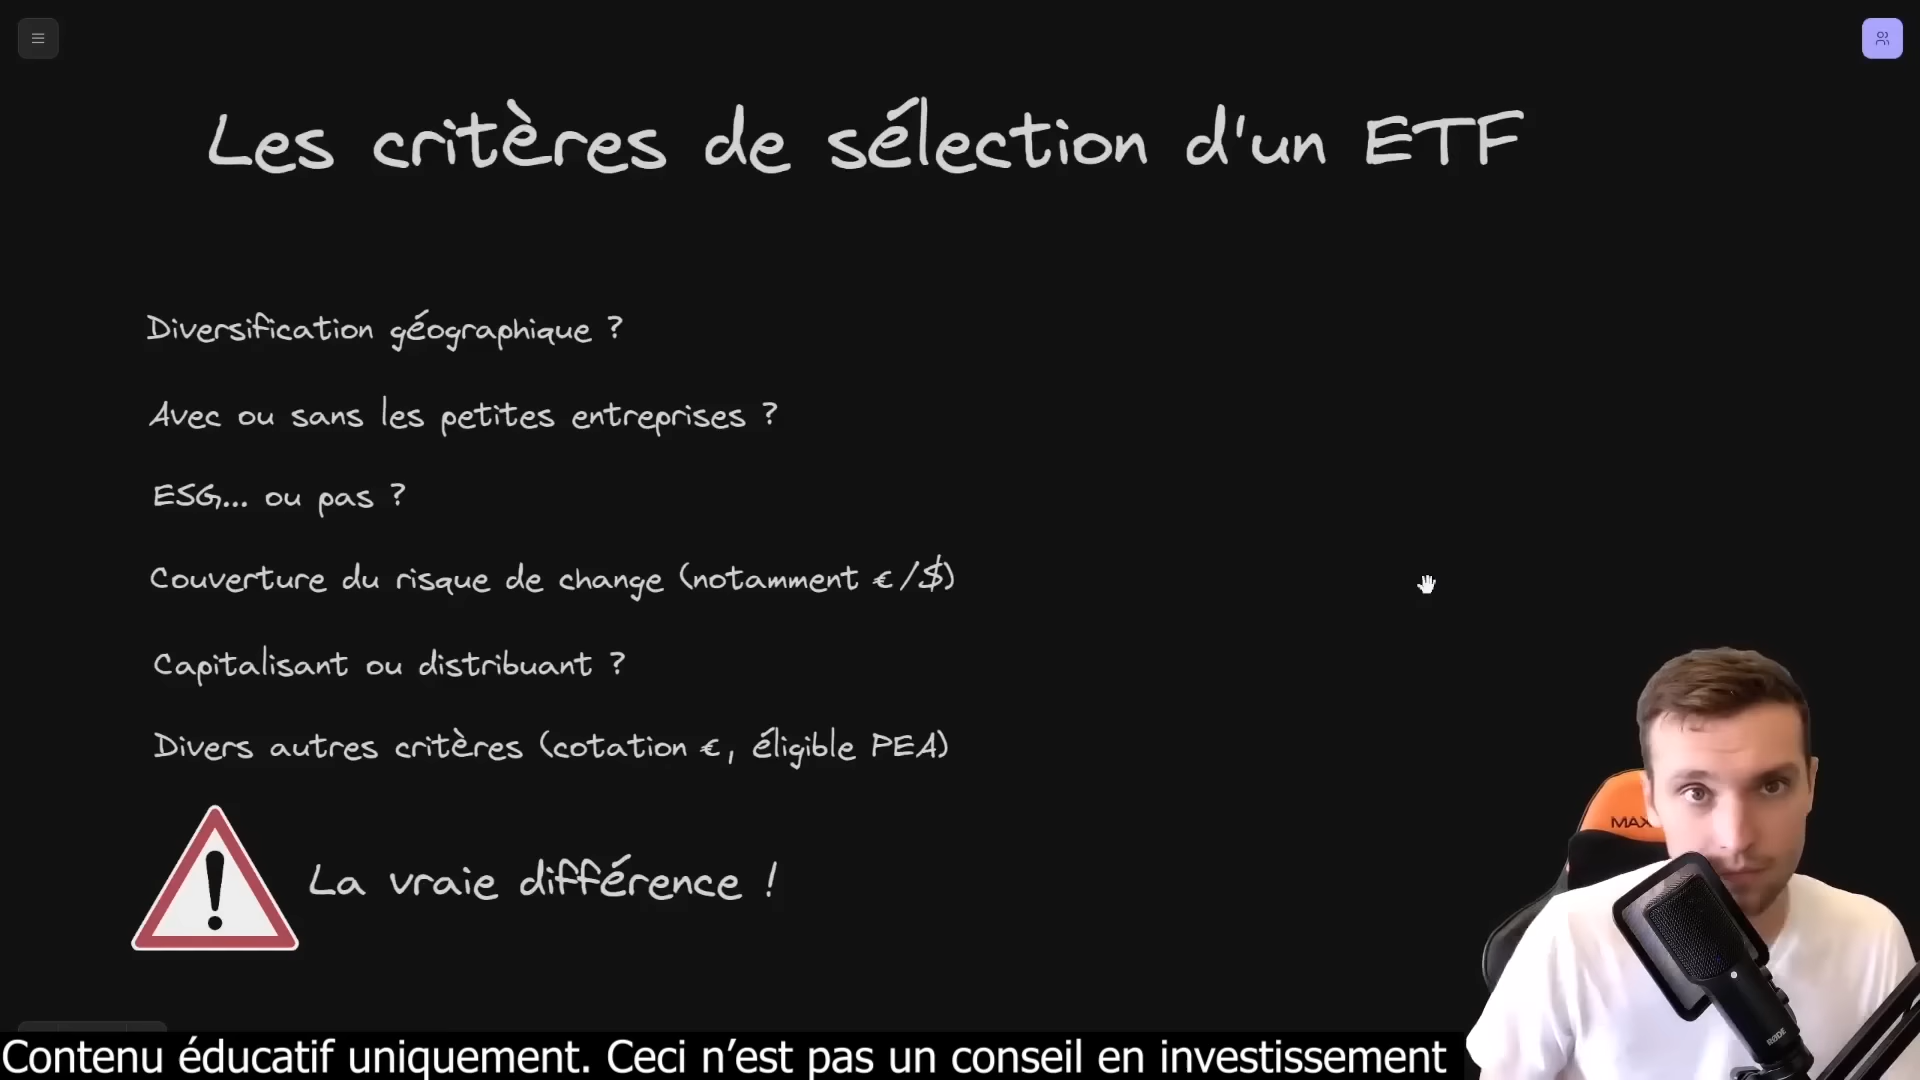 Les critères de sélection d'un ETF
Diversification géographique ?
Avec ou sans les petites entreprises ?
ESG... ou pas ?
Couverture du risque de change (notamment €/$)
Capitalisant ou distribuant ?
Divers autres critères (cotation €, éligible PEA)
La vraie différence !
MAX
RØDE
Contenu éducatif uniquement. Ceci n’est pas un conseil en investissement